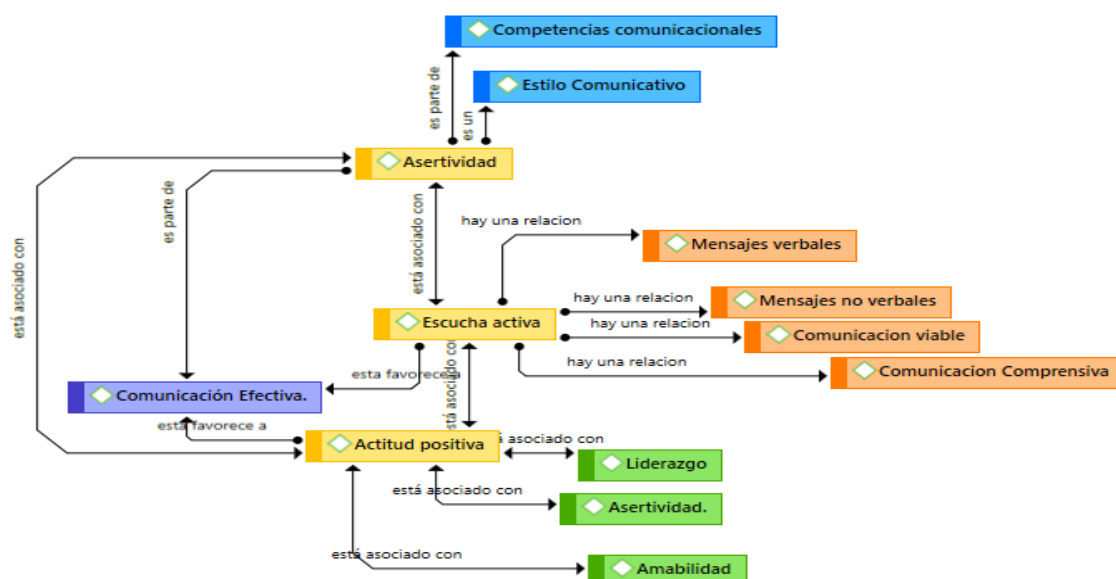 Competencias comunicacionales
Estilo Comunicativo
es parte de
es un
Asertividad
es parte de
está asociado con
está asociado con
hay una relacion
Mensajes verbales
hay una relacion
Mensajes no verbales
Escucha activa
hay una relacion
Comunicacion viable
hay una relacion
Comunicacion Comprensiva
esta favorece a
está asociado con
Comunicación Efectiva.
esta favorece a
Actitud positiva
á asociado con
Liderazgo
está asociado con
Asertividad.
está asociado con
Amabilidad